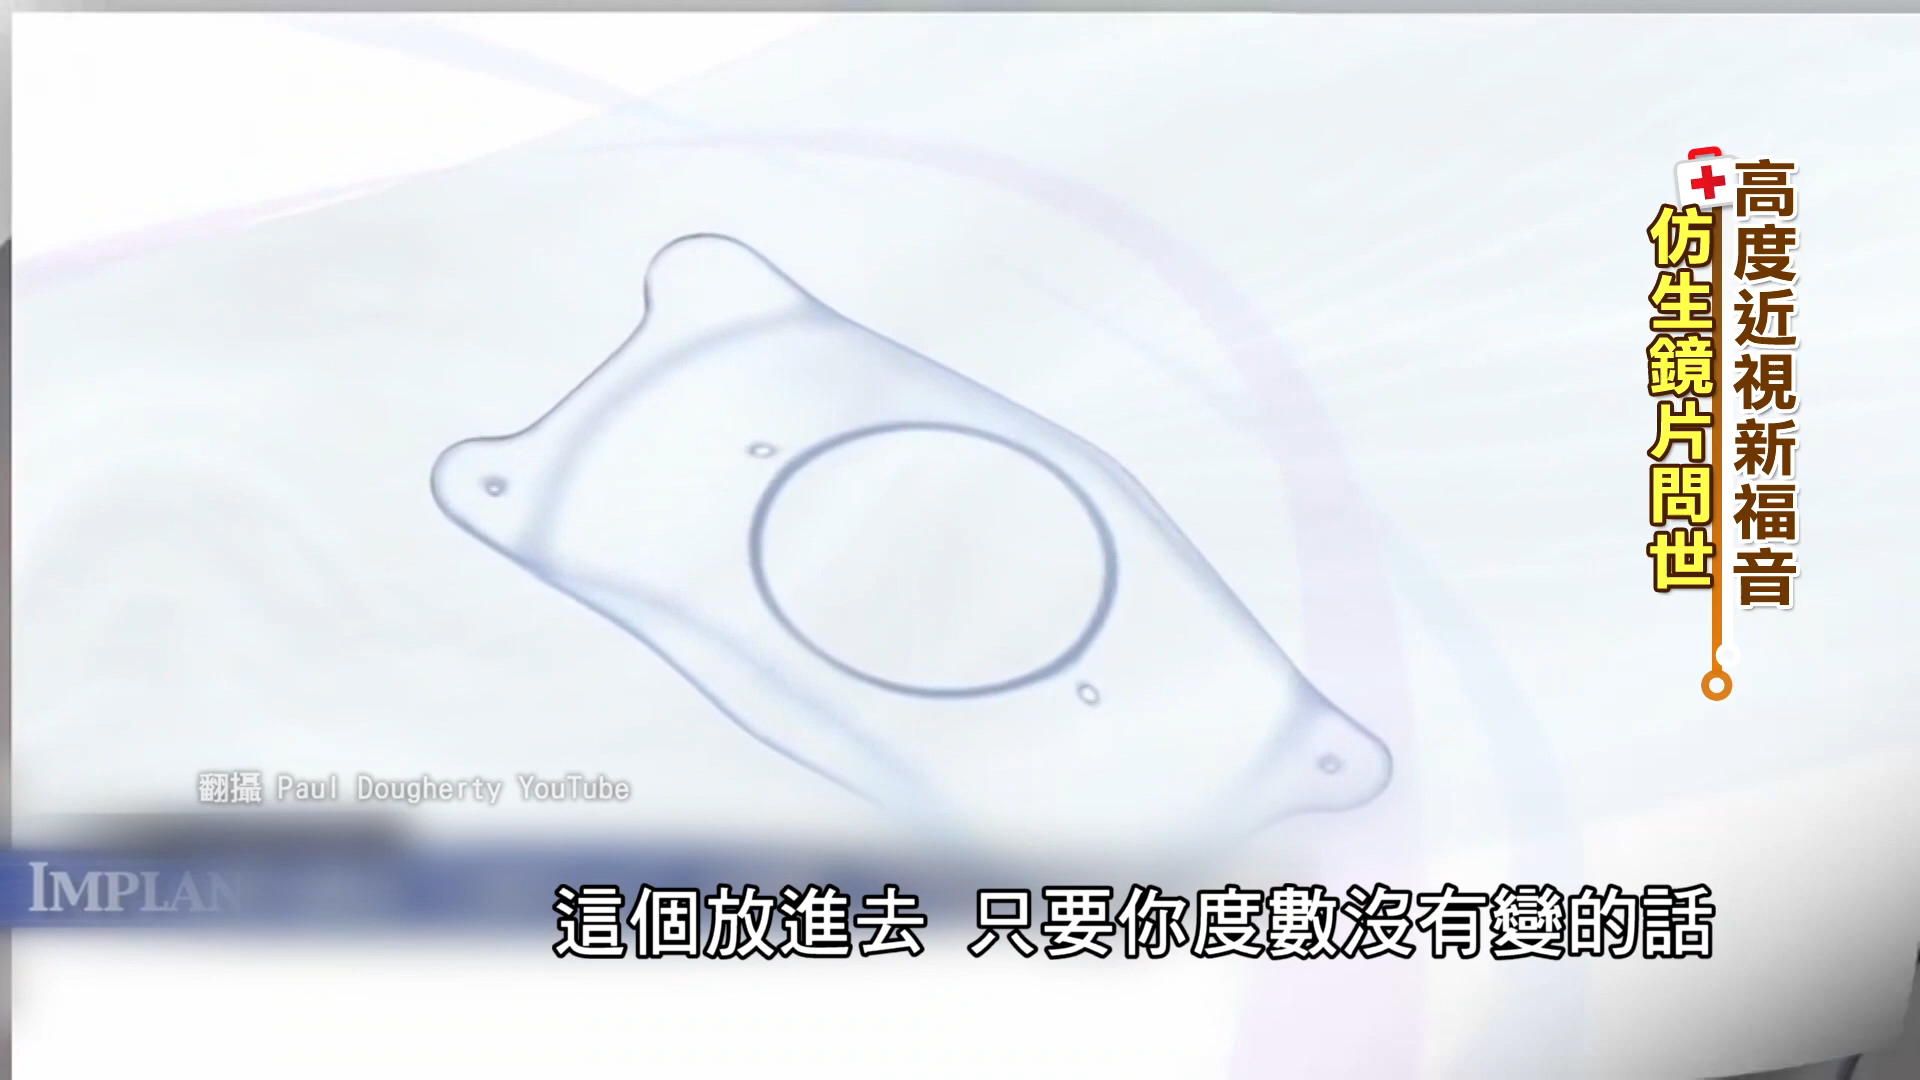 高度近視新福音
仿生鏡片問世
翻攝 Paul Dougherty YouTube
IMPLAN
這個放進去 只要你度數沒有變的話